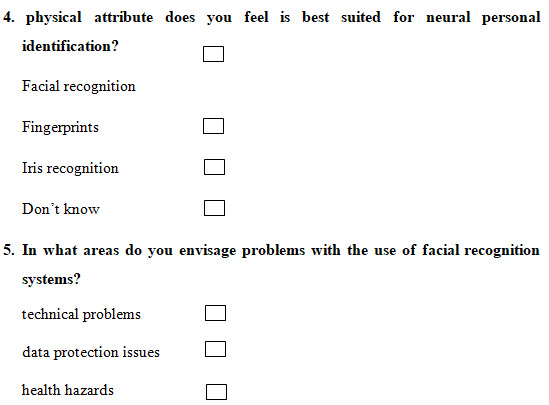 4. physical attribute does you feel is best suited for neural personal
identification?
Facial recognition
Fingerprints
Iris recognition
Don't know
5. In what areas do you envisage problems with the use of facial recognition
systems?
technical problems
data protection issues
health hazards